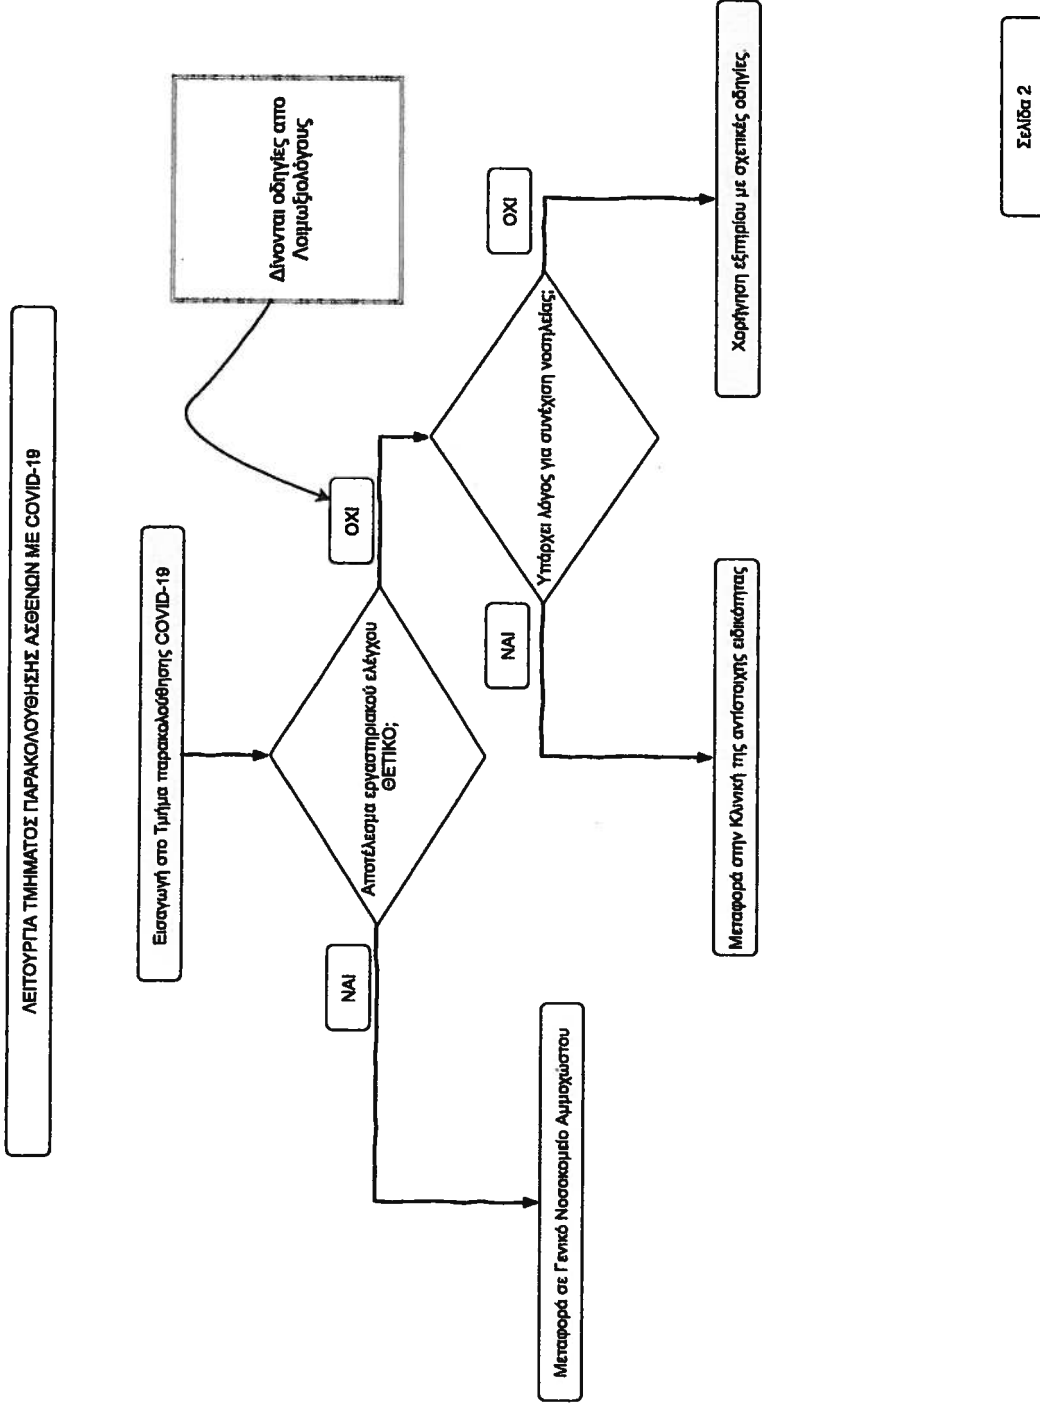 ΛΕΙΤΟΥΡΓΙΑ ΤΜΗΜΑΤΟΣ ΠΑΡΑΚΟΛΟΥΘΗΣΗΣ ΑΣΘΕΝΩΝ ΜΕ COVID-19
Εισαγωγή στο Τμήμα παρακολούθησης COVID-19
Δίνονται οδηγίες απο
Λοιμωξιολόγους
Αποτέλεσμα εργαστηριακού ελέγχου
ΘΕΤΙΚΟ;
ΝΑΙ
ΟΧΙ
Υπάρχει λόγος για συνέχιση νοσηλείας;
ΝΑΙ
ΟΧΙ
Μεταφορά σε Γενικό Νοσοκομείο Αμμοχώστου
Μεταφορά στην Κλινική της αντίστοιχης ειδικότητας
Χορήγηση εξιτηρίου με σχετικές οδηγίες.
Σελίδα 2